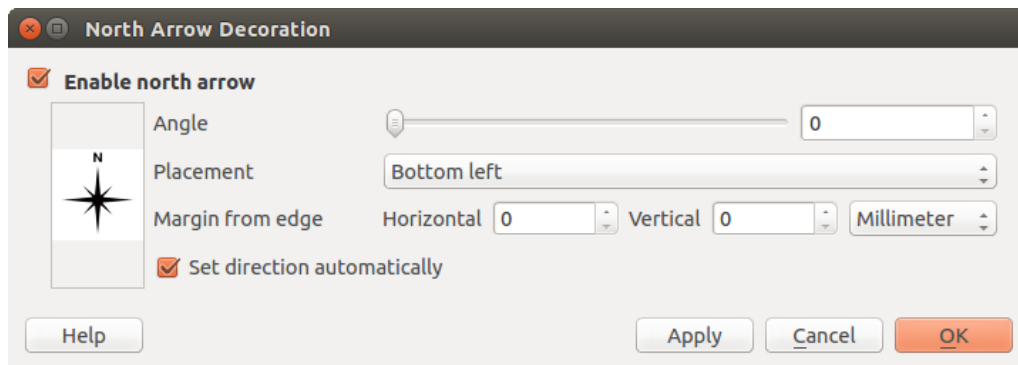 North Arrow Decoration
Enable north arrow
Angle 0
N
Placement Bottom left
Margin from edge Horizontal 0 Vertical 0 Millimeter
Set direction automatically
Help Apply Cancel OK